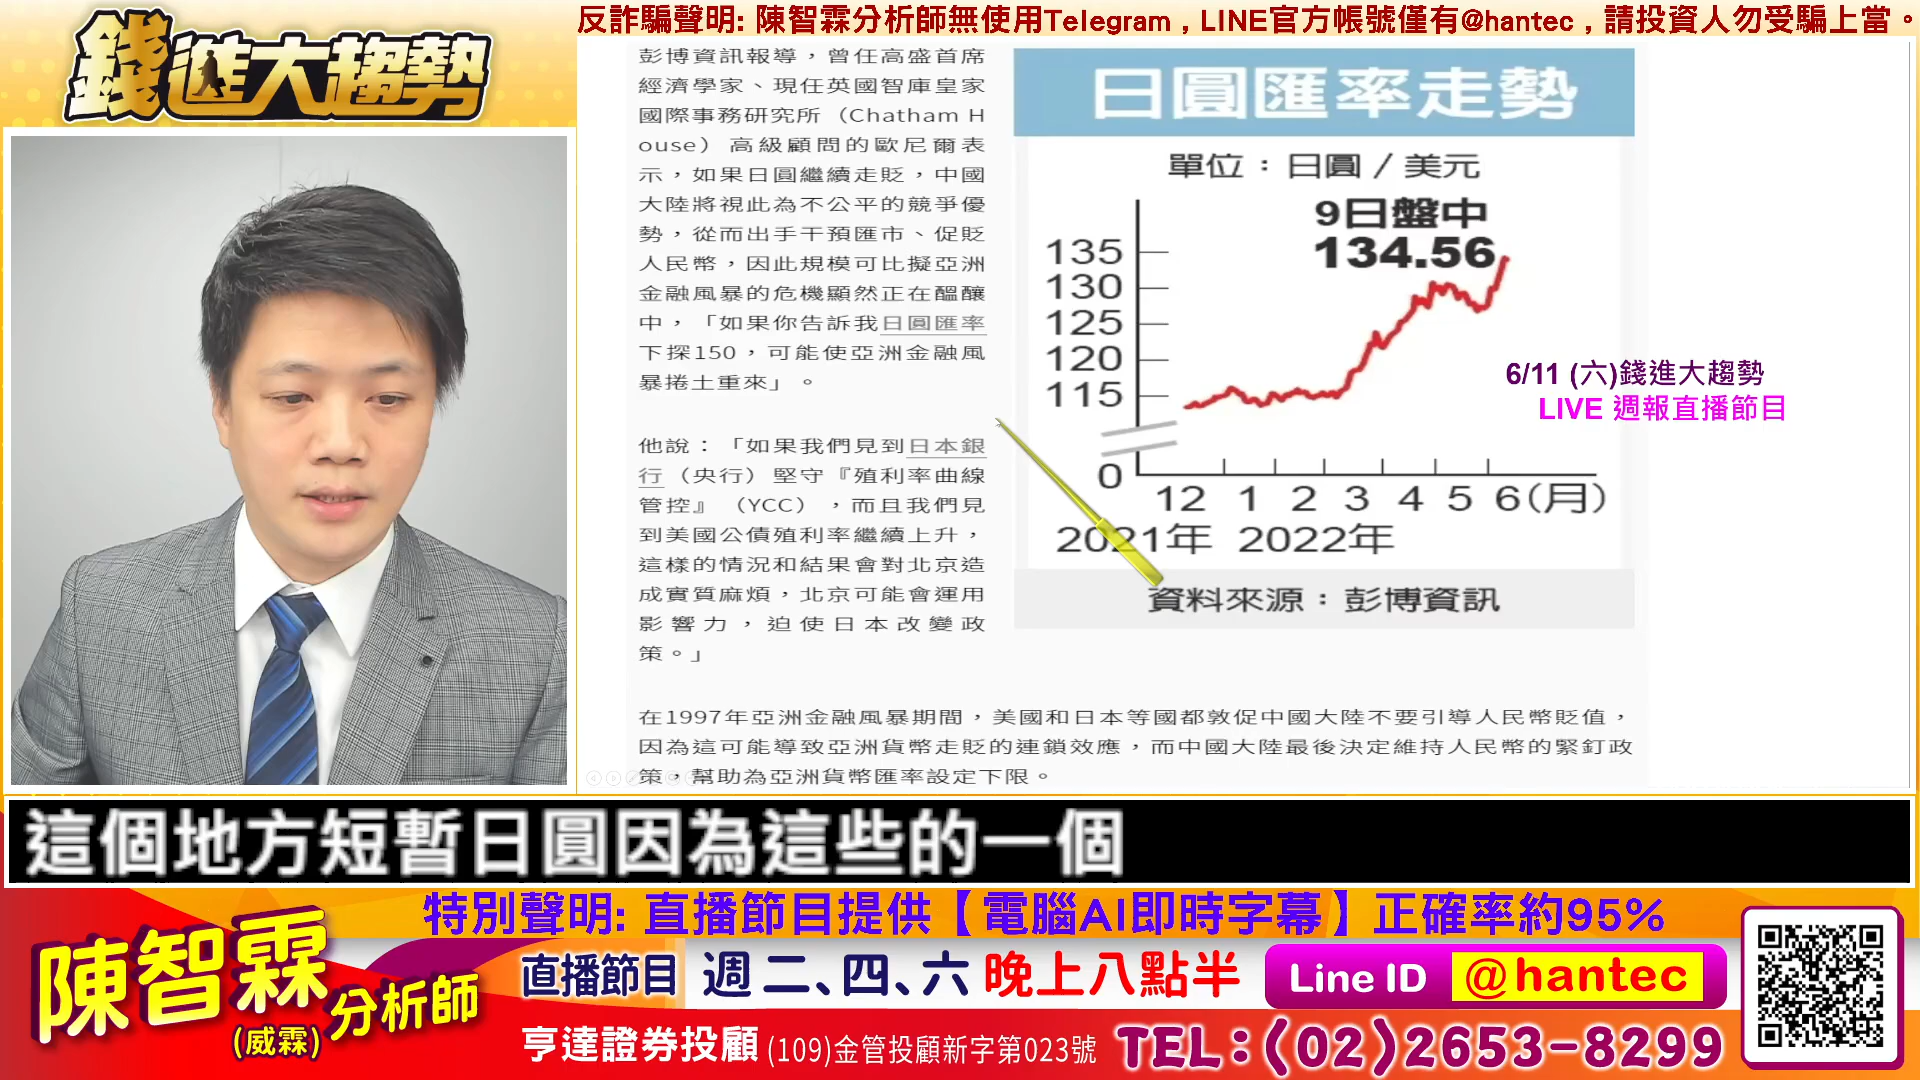 反詐騙聲明: 陳智霖分析師無使用Telegram , LINE官方帳號僅有@hantec , 請投資人勿受騙上當。
錢進大趨勢
彭博資訊報導，曾任高盛首席
經濟學家、現任英國智庫皇家
國際事務研究所（Chatham H
ouse）高級顧問的歐尼爾表
示，如果日圓繼續走貶，中國
大陸將視此為不公平的競爭優
勢，從而出手干預匯市、促貶
人民幣，因此規模可比擬亞洲
金融風暴的危機顯然正在醞釀
中，「如果你告訴我日圓匯率
下探150，可能使亞洲金融風
暴捲土重來」。
他說：「如果我們見到日本銀
行（央行）堅守『殖利率曲線
管控』（YCC），而且我們見
到美國公債殖利率繼續上升，
這樣的情況和結果會對北京造
成實質麻煩，北京可能會運用
影響力，迫使日本改變政
策。」
在1997年亞洲金融風暴期間，美國和日本等國都敦促中國大陸不要引導人民幣貶值，
因為這可能導致亞洲貨幣走貶的連鎖效應，而中國大陸最後決定維持人民幣的緊釘政
策，幫助為亞洲貨幣匯率設定下限。
日圓匯率走勢
單位：日圓／美元
9日盤中
134.56
135
130
125
120
115
0
12 1 2 3 4 5 6(月)
2021年 2022年
資料來源：彭博資訊
6/11 (六)錢進大趨勢
LIVE 週報直播節目
這個地方短暫日圓因為這些的一個
特別聲明: 直播節目提供【電腦AI即時字幕】正確率約95%
陳智霖分析師
(威霖)
直播節目 週二、四、六 晚上八點半
Line ID @hantec
亨達證券投顧 (109)金管投顧新字第023號 TEL:(02)2653-8299